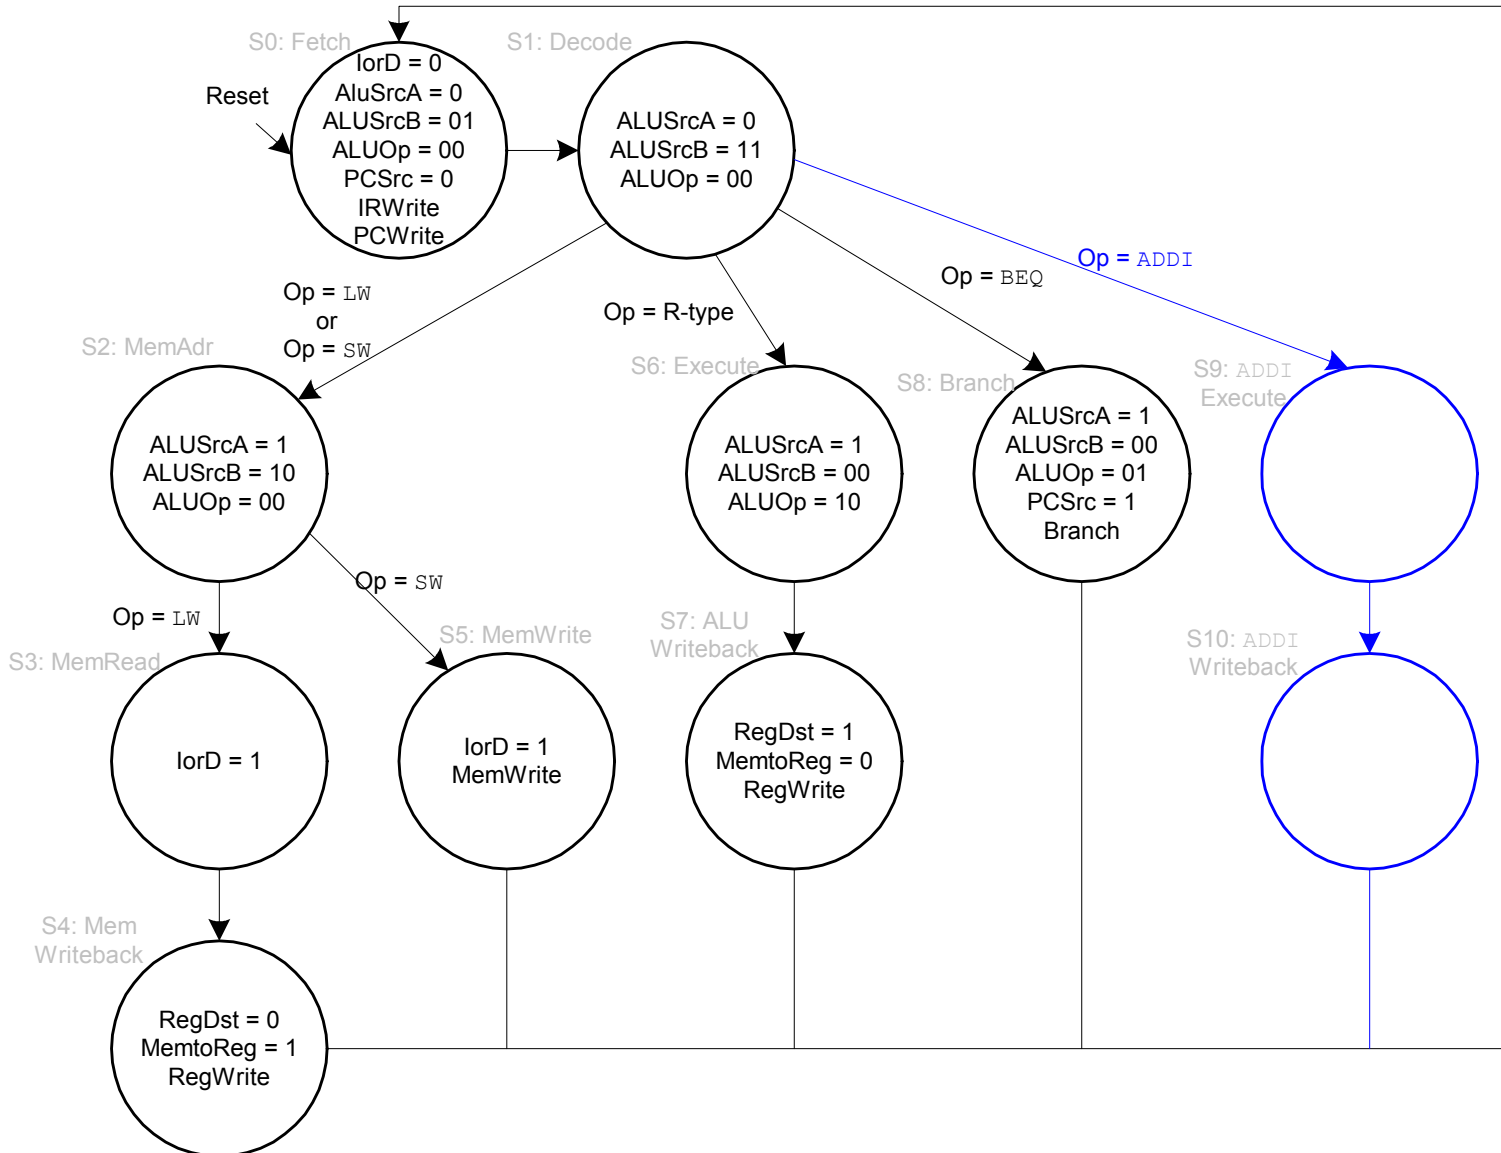 S0: Fetch
S1: Decode
Reset
IorD = 0
AluSrcA = 0
ALUSrcB = 01
ALUOp = 00
PCSrc = 0
IRWrite
PCWrite
ALUSrcA = 0
ALUSrcB = 11
ALUOp = 00
Op = LW
or
Op = SW
Op = R-type
Op = BEQ
Op = ADDI
S2: MemAdr
ALUSrcA = 1
ALUSrcB = 10
ALUOp = 00
S6: Execute
ALUSrcA = 1
ALUSrcB = 00
ALUOp = 10
S8: Branch
ALUSrcA = 1
ALUSrcB = 00
ALUOp = 01
PCSrc = 1
Branch
S9: ADDI
Execute
Op = LW
Op = SW
S3: MemRead
IorD = 1
S5: MemWrite
IorD = 1
MemWrite
S7: ALU
Writeback
RegDst = 1
MemtoReg = 0
RegWrite
S10: ADDI
Writeback
S4: Mem
Writeback
RegDst = 0
MemtoReg = 1
RegWrite